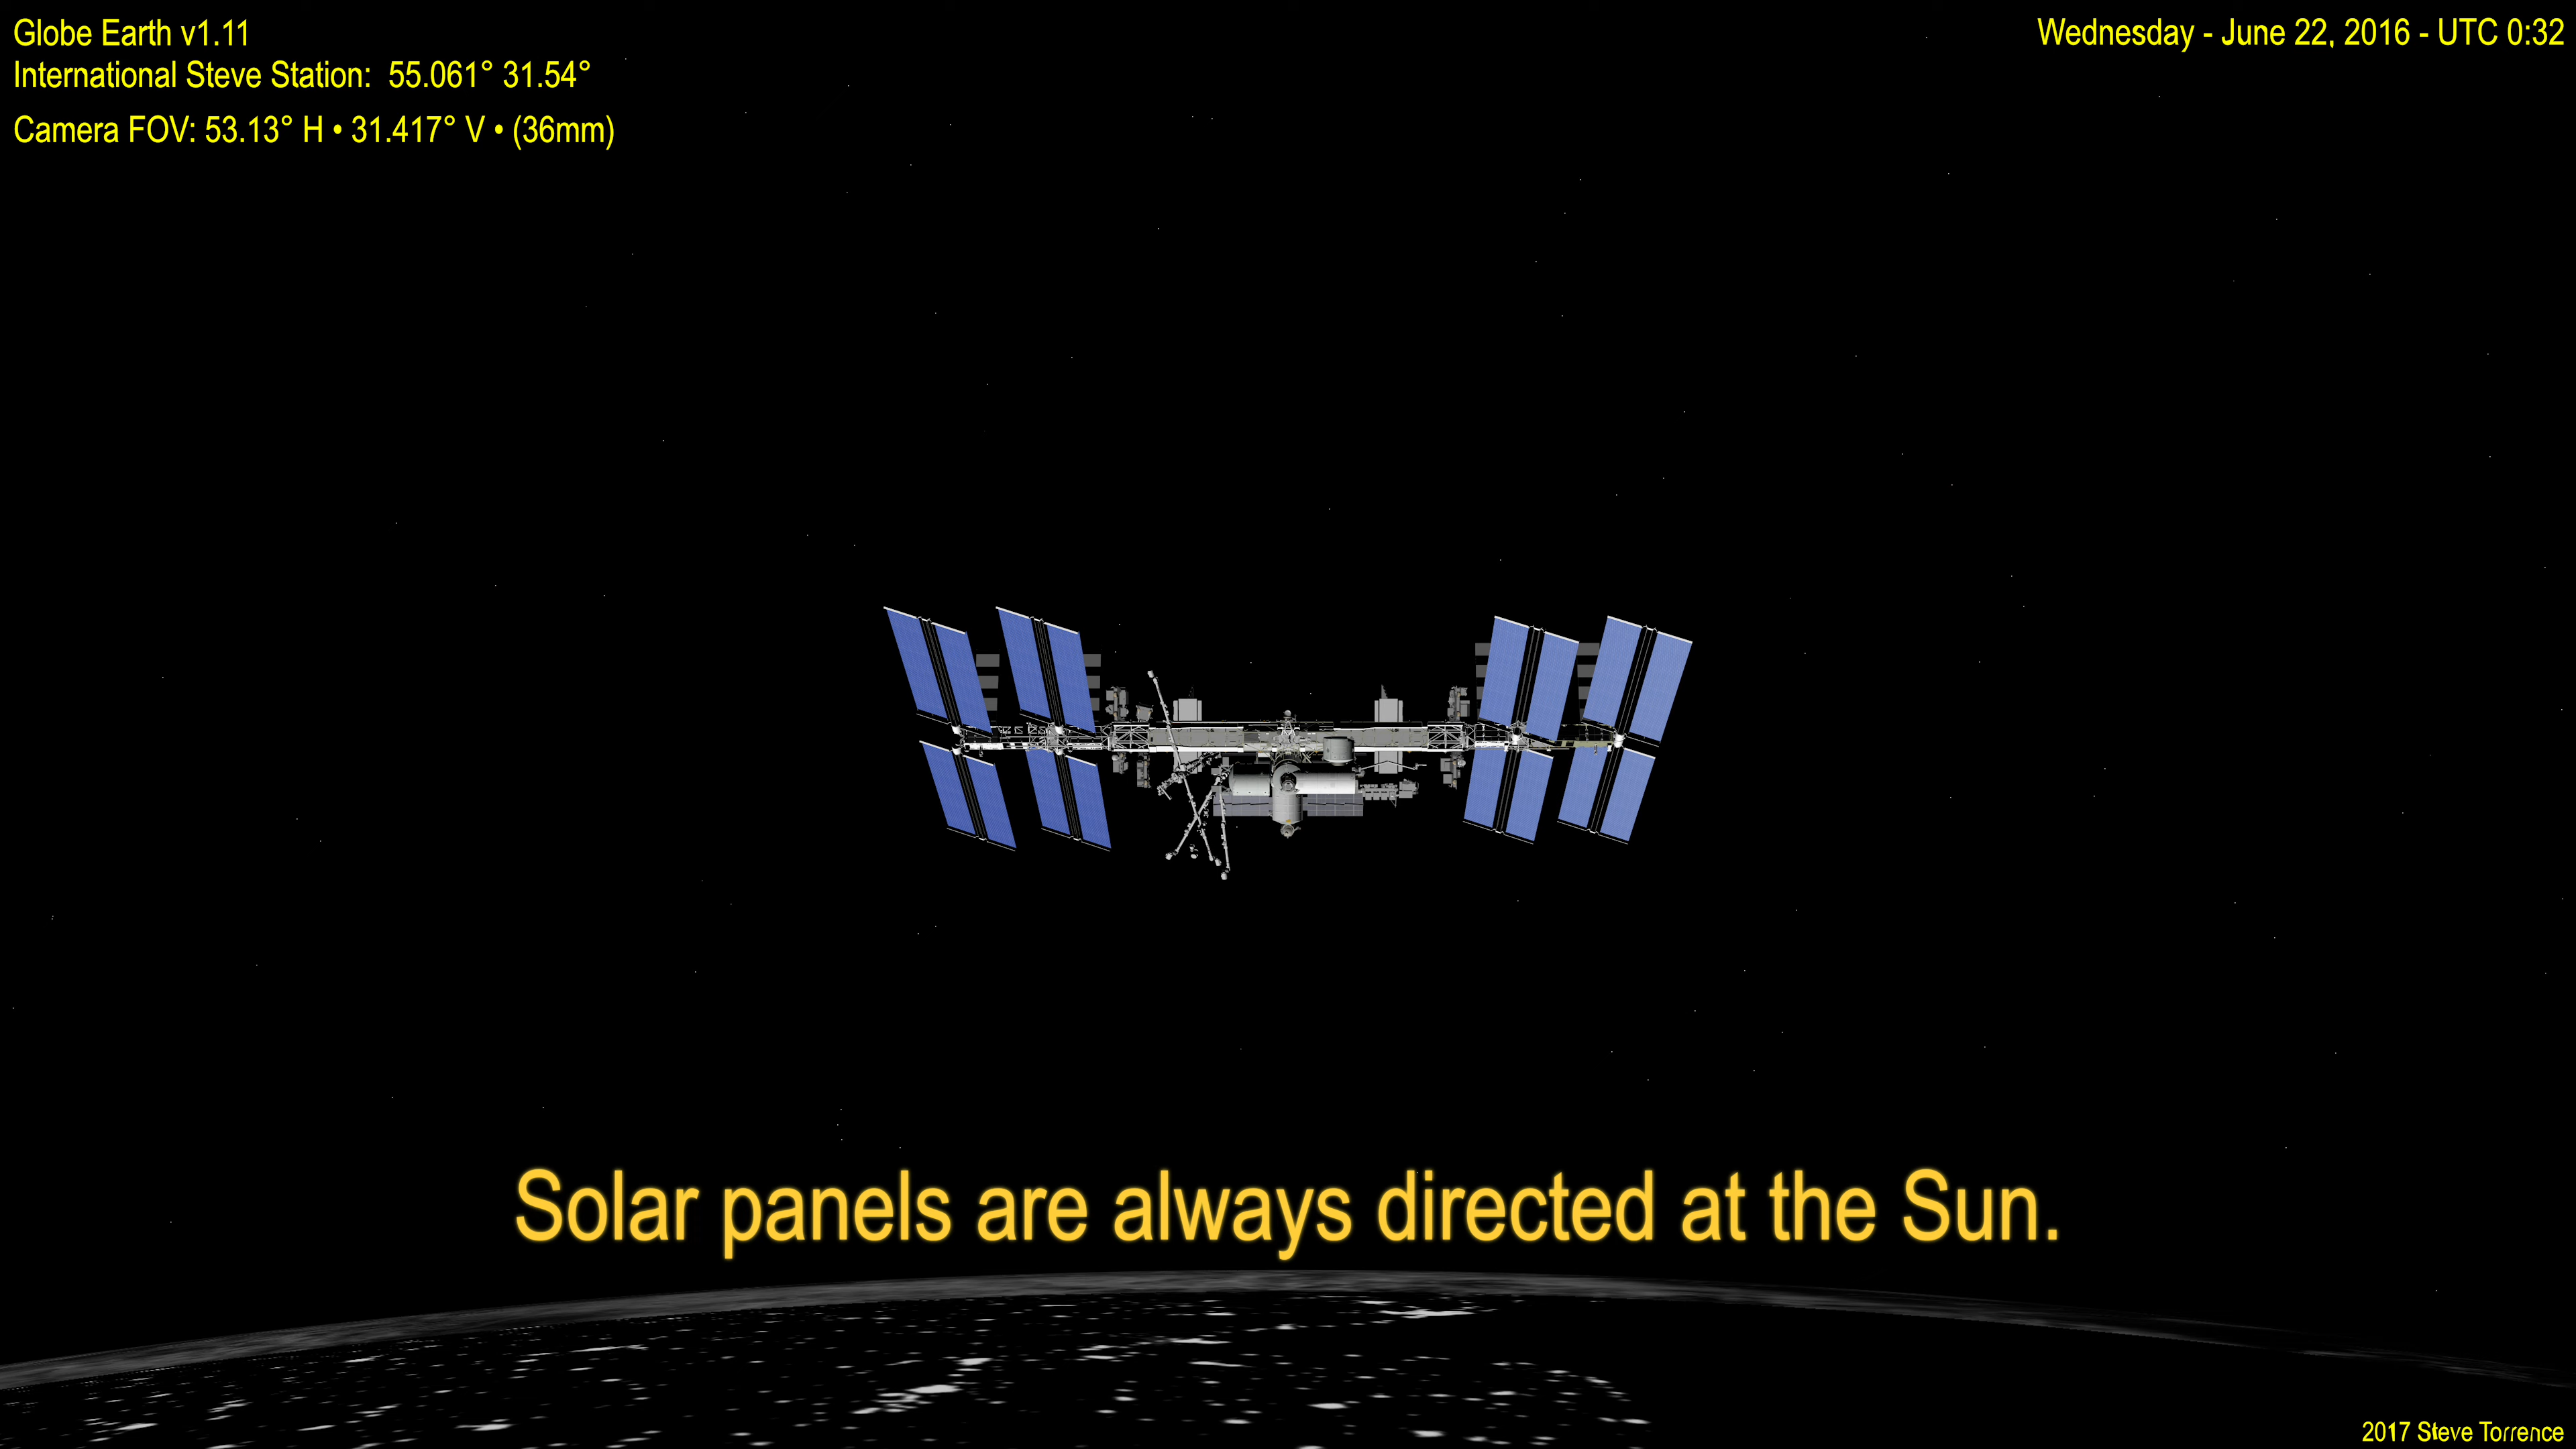 Globe Earth v1.11
Wednesday - June 22, 2016 - UTC 0:32
International Steve Station:  55.061° 31.54°
Camera FOV: 53.13° H • 31.417° V • (36mm)
Solar panels are always directed at the Sun.
2017 Steve Torrence